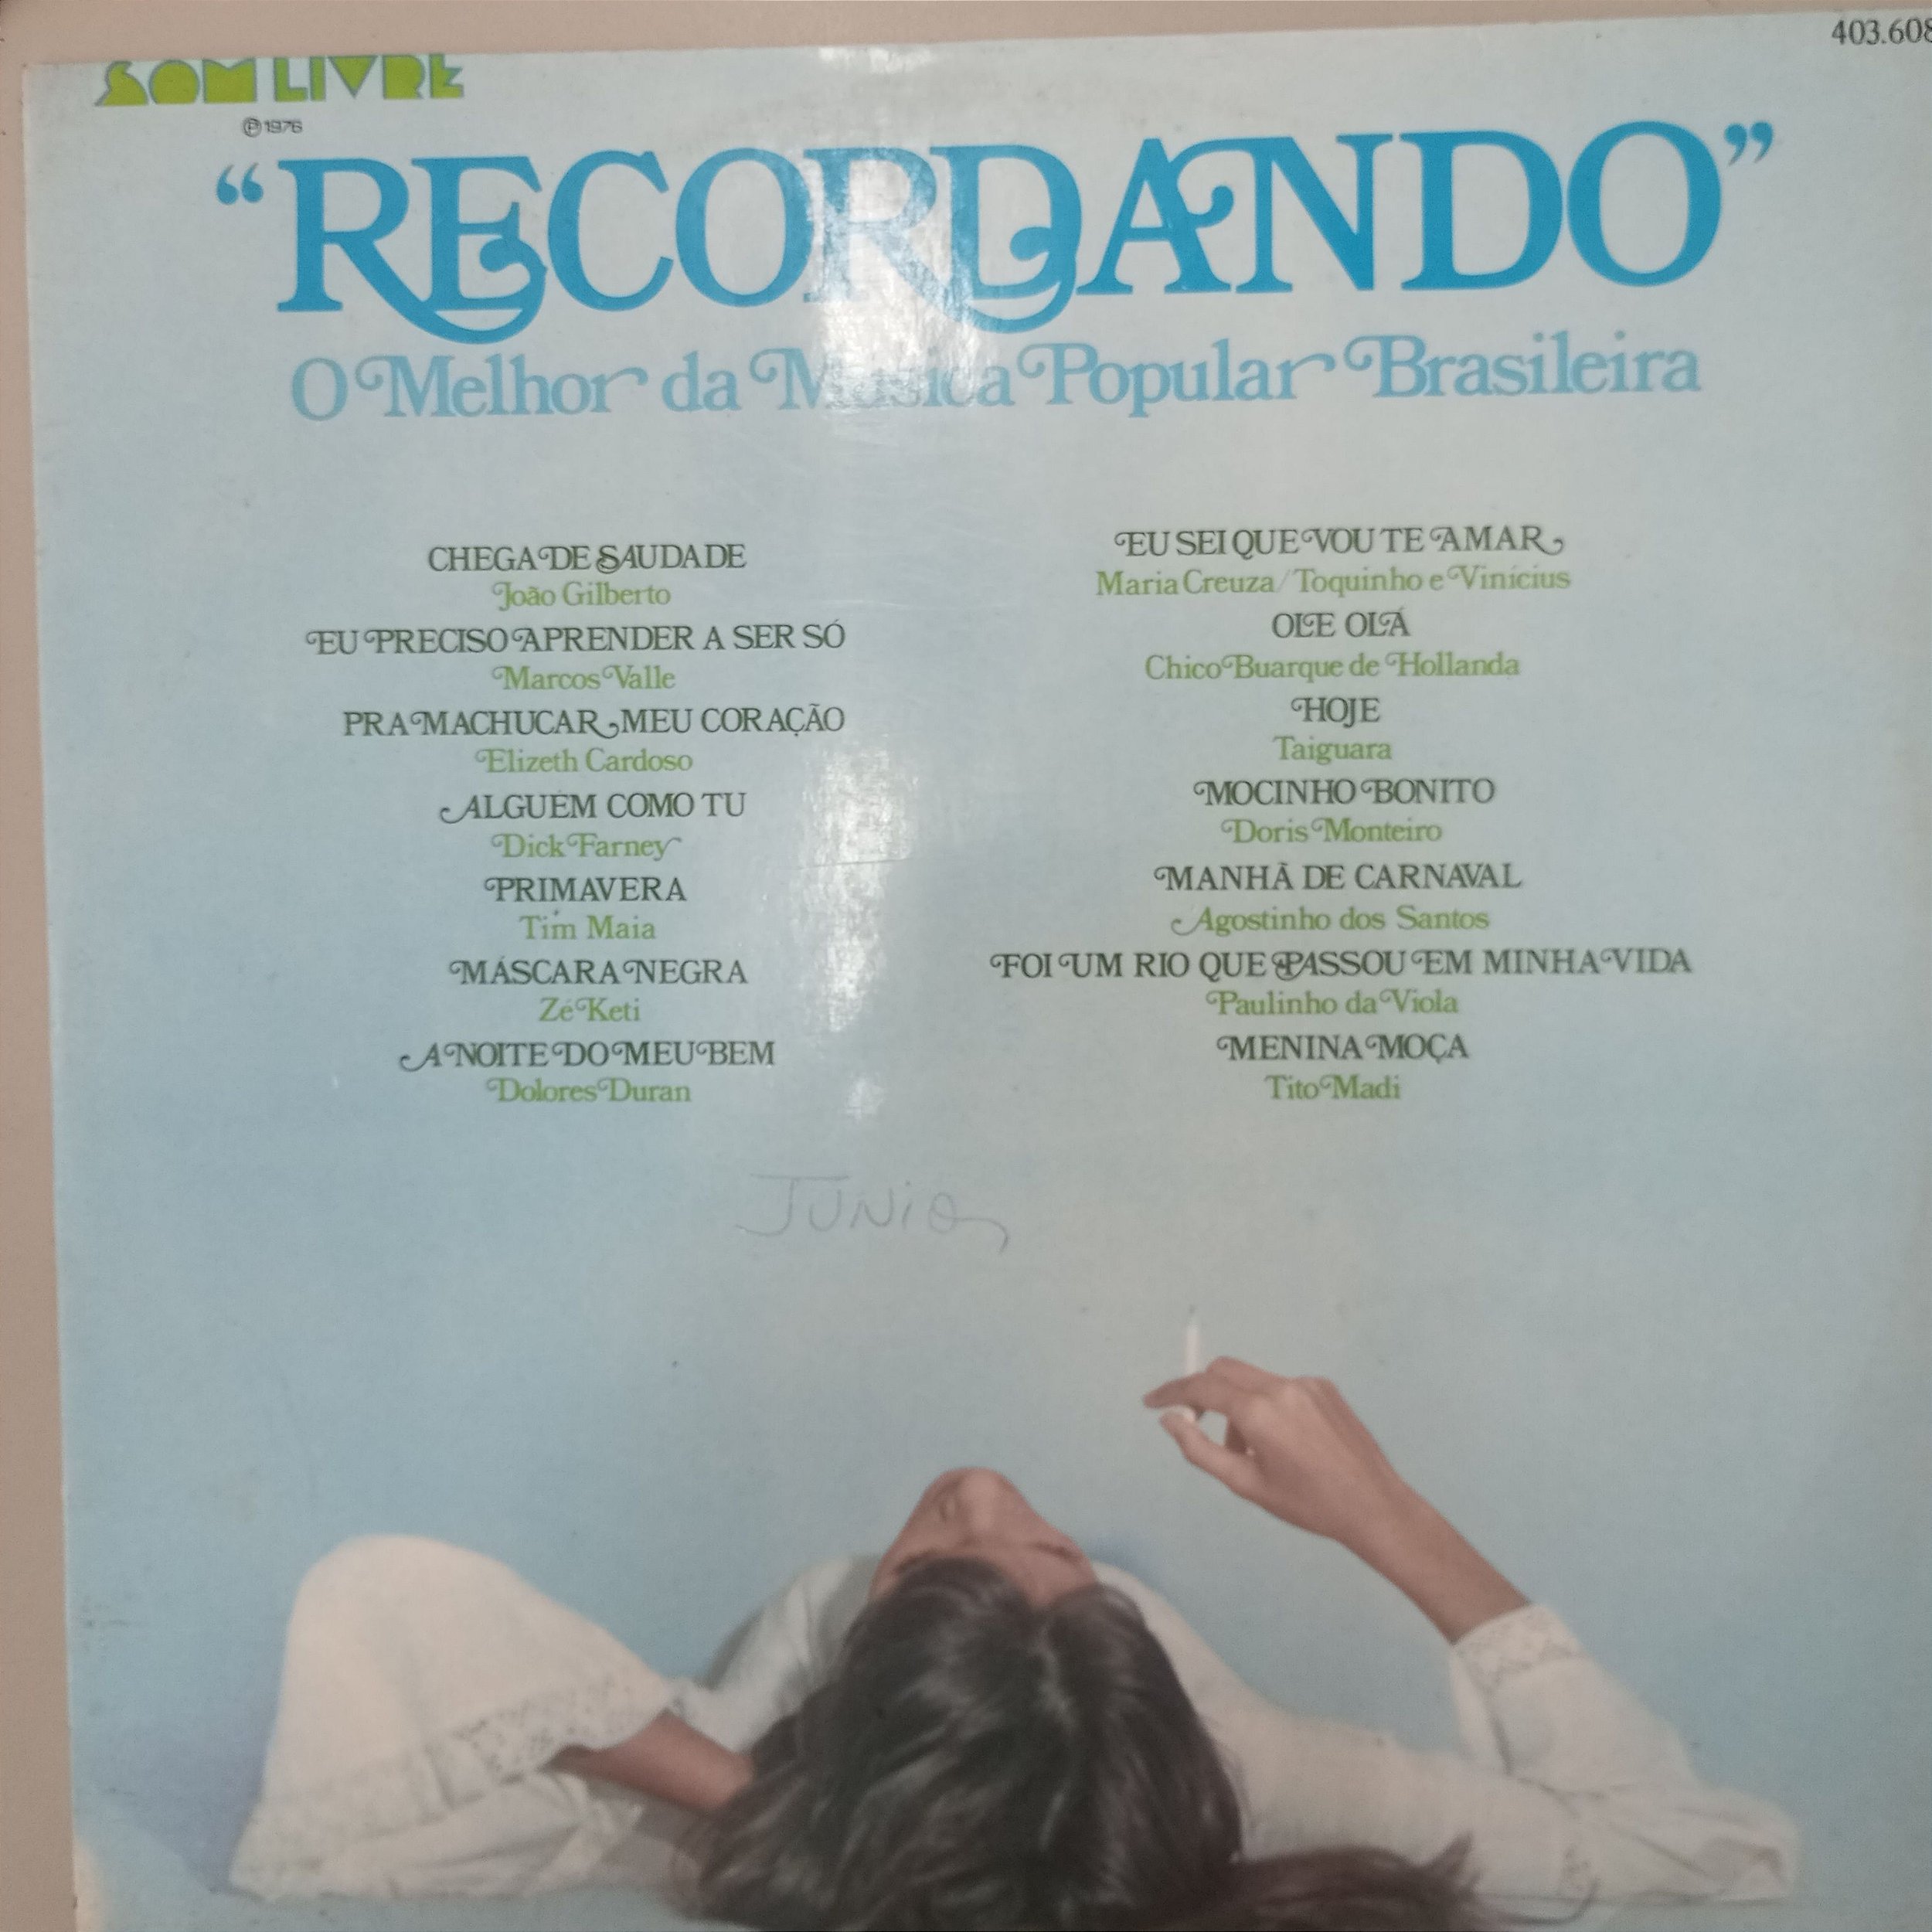 SOM LIVRE
403.608
℗1976
“RECORDANDO”
O Melhor da Música Popular Brasileira
CHEGA DE SAUDADE
João Gilberto
EU PRECISO APRENDER A SER SÓ
Marcos Valle
PRA MACHUCAR MEU CORAÇÃO
Elizeth Cardoso
ALGUÉM COMO TU
Dick Farney
PRIMAVERA
Tim Maia
MÁSCARA NEGRA
Zé Keti
A NOITE DO MEU BEM
Dolores Duran
EU SEI QUE VOU TE AMAR
Maria Creuza/Toquinho e Vinícius
OLE OLÁ
Chico Buarque de Hollanda
HOJE
Taiguara
MOCINHO BONITO
Doris Monteiro
MANHÃ DE CARNAVAL
Agostinho dos Santos
FOI UM RIO QUE PASSOU EM MINHA VIDA
Paulinho da Viola
MENINA MOÇA
Tito Madi
JUNiOR